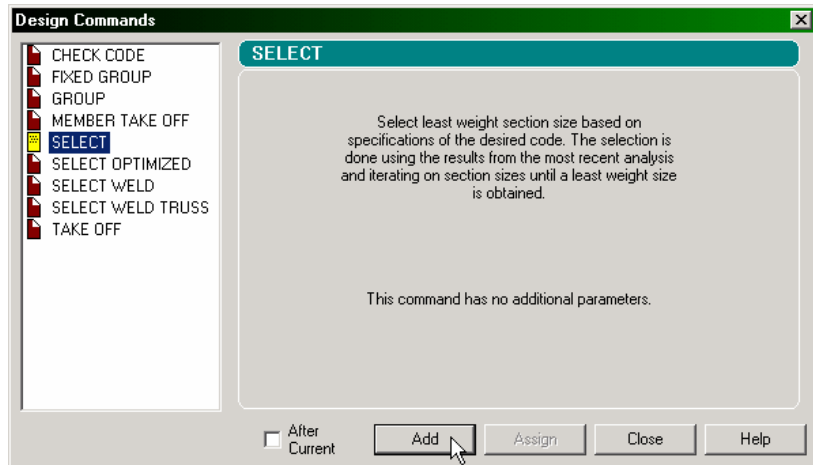 Design Commands
CHECK CODE
FIXED GROUP
GROUP
MEMBER TAKE OFF
SELECT
SELECT OPTIMIZED
SELECT WELD
SELECT WELD TRUSS
TAKE OFF
SELECT
Select least weight section size based on
specifications of the desired code. The selection is
done using the results from the most recent analysis
and iterating on section sizes until a least weight size
is obtained.
This command has no additional parameters.
After
Current
Add
Assign
Close
Help